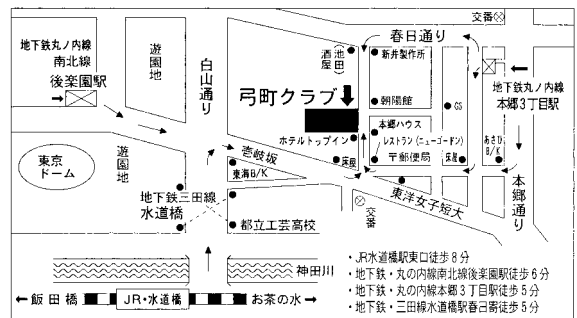 交番
春日通り
地下鉄丸ノ内線
南北線
後楽園駅
遊園地
白山通り
(池田)
酒屋
新井製作所
地下鉄丸ノ内線
本郷3丁目駅
弓町クラブ
朝陽館
GS
本郷ハウス
レストラン(ニューゴードン)
ホテルトップイン
床屋
〒郵便局
床屋
あさひ
B/K
東京
ドーム
遊園地
壱岐坂
東海B/K
本郷通り
地下鉄三田線
水道橋
都立工芸高校
東洋女子短大
交番
神田川
飯田橋
JR・水道橋
お茶の水
・JR水道橋駅東口徒歩8分
・地下鉄・丸の内線南北線後楽園駅徒歩6分
・地下鉄・丸の内線本郷3丁目駅徒歩5分
・地下鉄・三田線水道橋駅春日寄徒歩5分